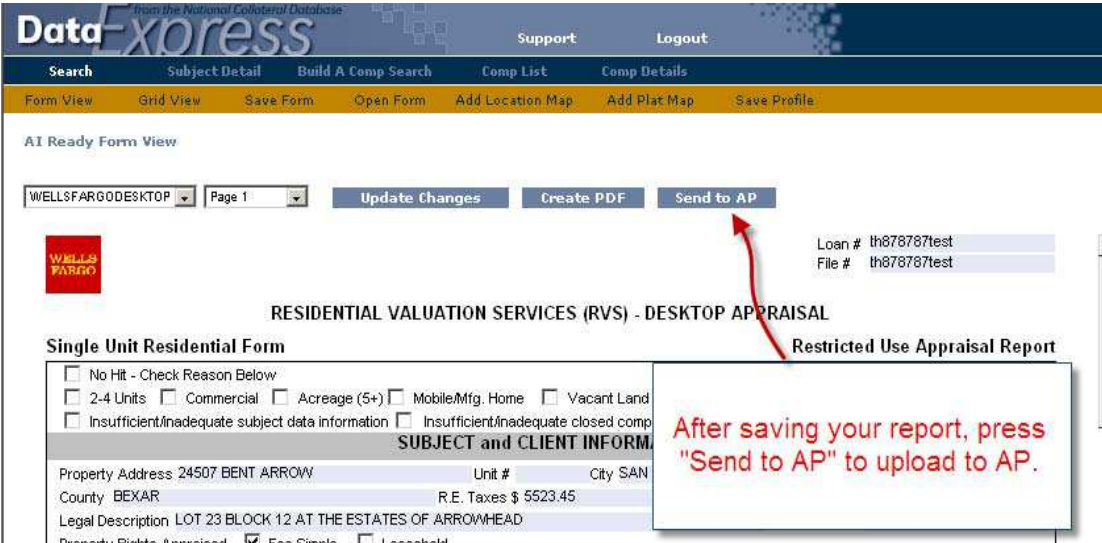 from the National Collateral Database
Data Express
Support Logout
Search Subject Detail Build A Comp Search Comp List Comp Details
Form View Grid View Save Form Open Form Add Location Map Add Plat Map Save Profile
AI Ready Form View
WELLSFARGODESKTOP Page 1 Update Changes Create PDF Send to AP
WELLS
FARGO
Loan # th878787test
File # th878787test
RESIDENTIAL VALUATION SERVICES (RVS) - DESKTOP APPRAISAL
Single Unit Residential Form Restricted Use Appraisal Report
No Hit - Check Reason Below
2-4 Units Commercial Acreage (5+) Mobile/Mfg. Home Vacant Land
Insufficient/inadequate subject data information Insufficient/inadequate closed comp
SUBJECT and CLIENT INFORM
After saving your report, press
"Send to AP" to upload to AP.
Property Address 24507 BENT ARROW Unit # City SAN
County BEXAR R.E. Taxes $ 5523.45
Legal Description LOT 23 BLOCK 12 AT THE ESTATES OF ARROWHEAD
Property Rights Appraised Fee Simple Leasehold